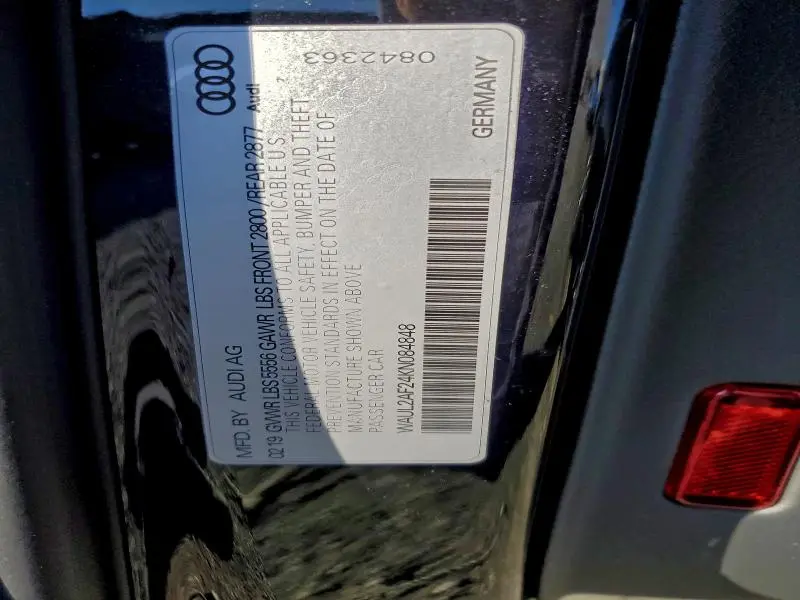 MFD. BY AUDI AG
02 19 GVWR LBS 5556 GAWR LBS FRONT 2800 /REAR 2877 Audi
THIS VEHICLE CONFORMS TO ALL APPLICABLE U.S.
FEDERAL MOTOR VEHICLE SAFETY, BUMPER AND THEFT
PREVENTION STANDARDS IN EFFECT ON THE DATE OF
MANUFACTURE SHOWN ABOVE
PASSENGER CAR
0842363
WAUL2AF24KN084848
GERMANY